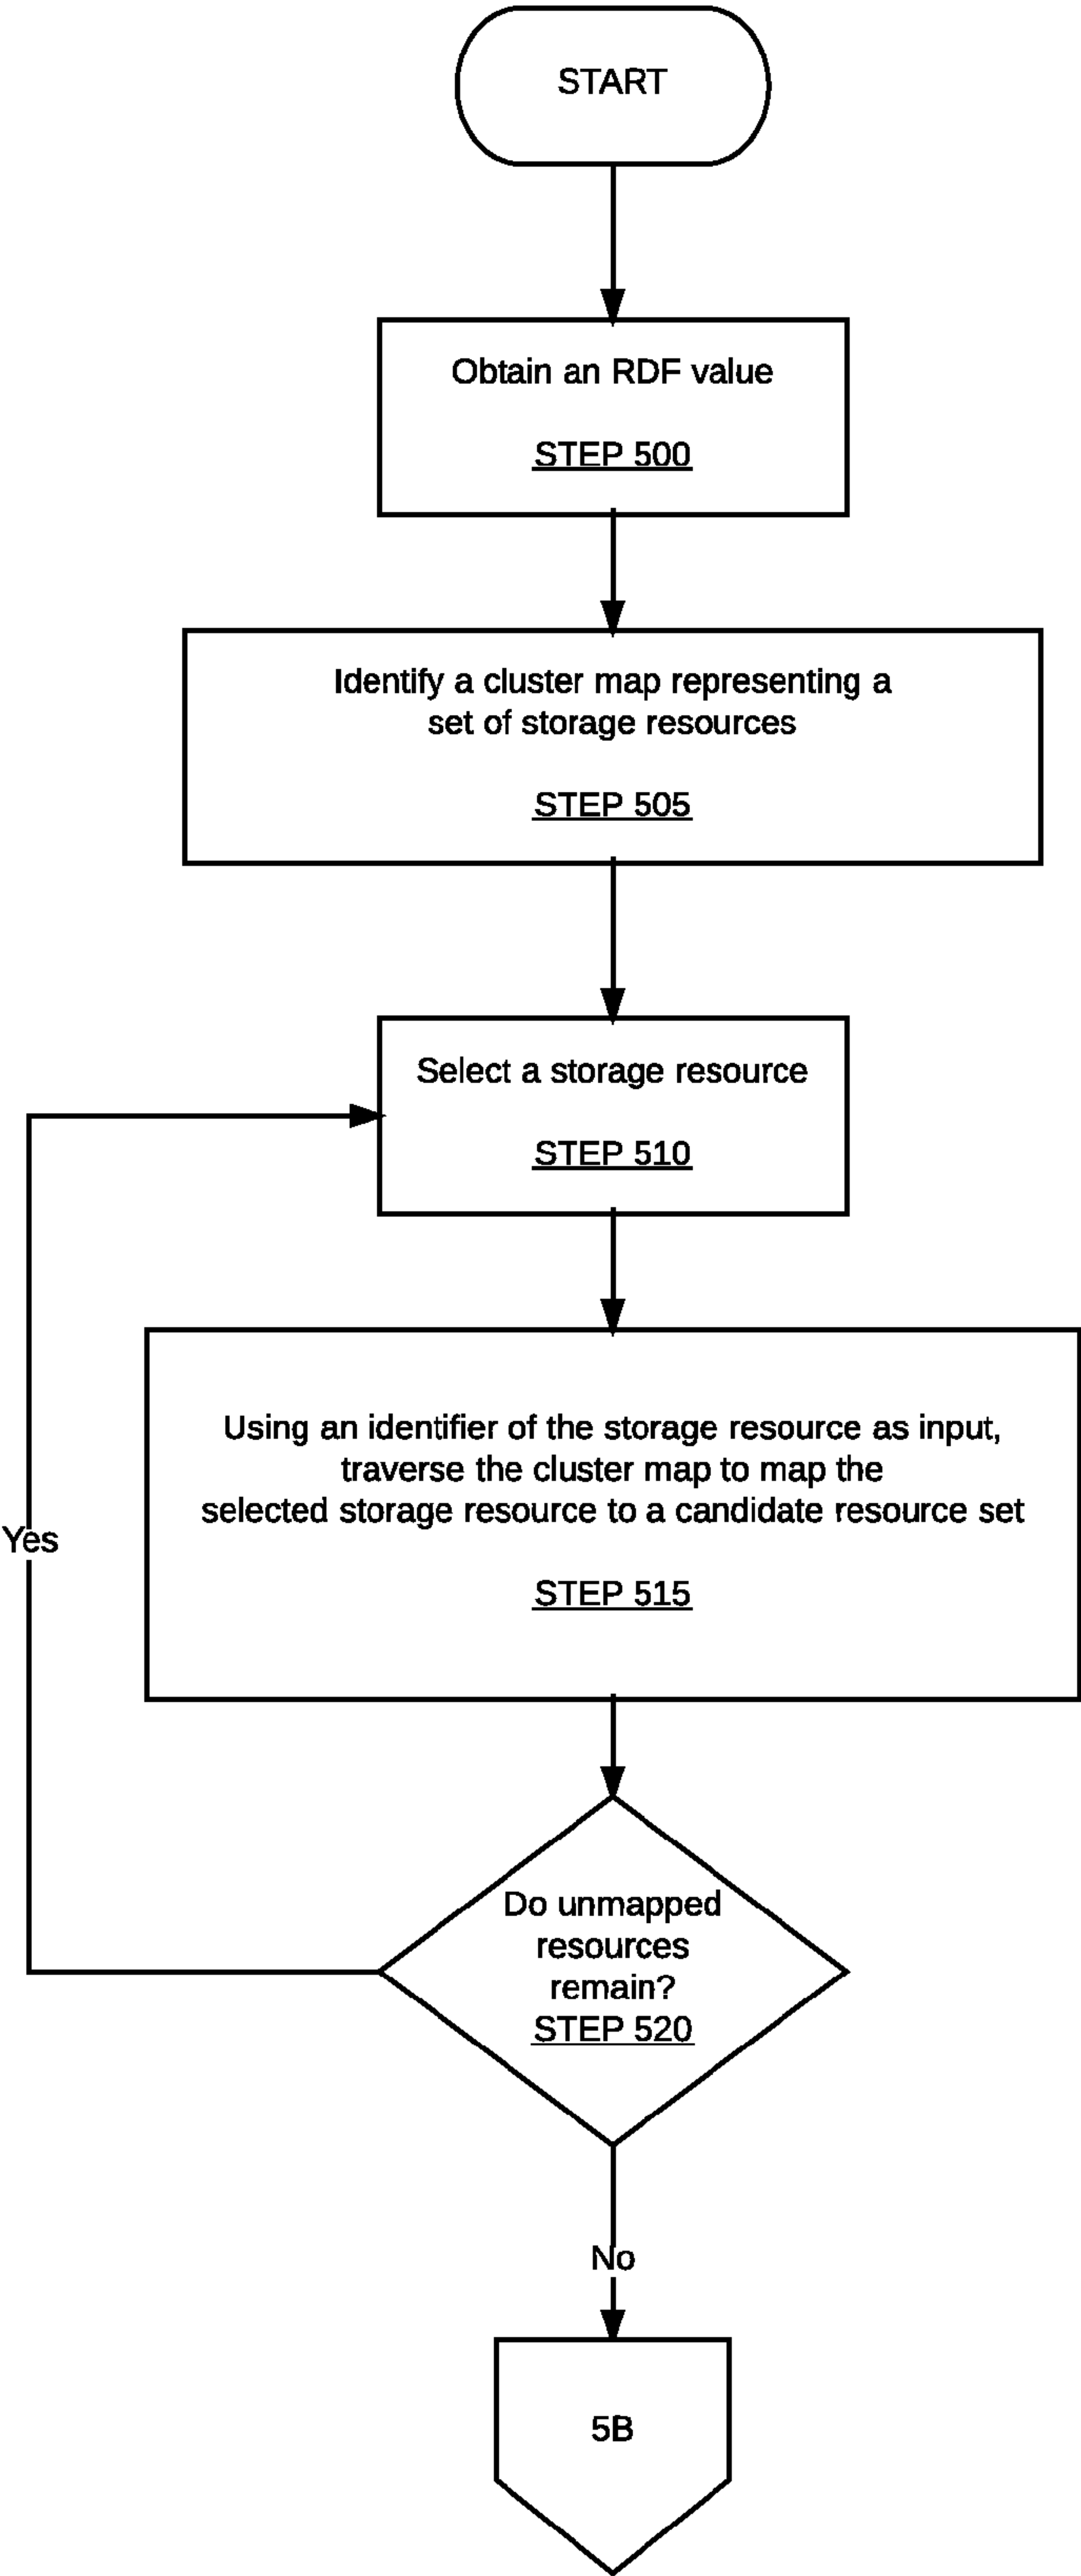 START
Obtain an RDF value
STEP 500
Identify a cluster map representing a
set of storage resources
STEP 505
Select a storage resource
STEP 510
Using an identifier of the storage resource as input,
traverse the cluster map to map the
selected storage resource to a candidate resource set
STEP 515
Yes
Do unmapped
resources
remain?
STEP 520
No
5B